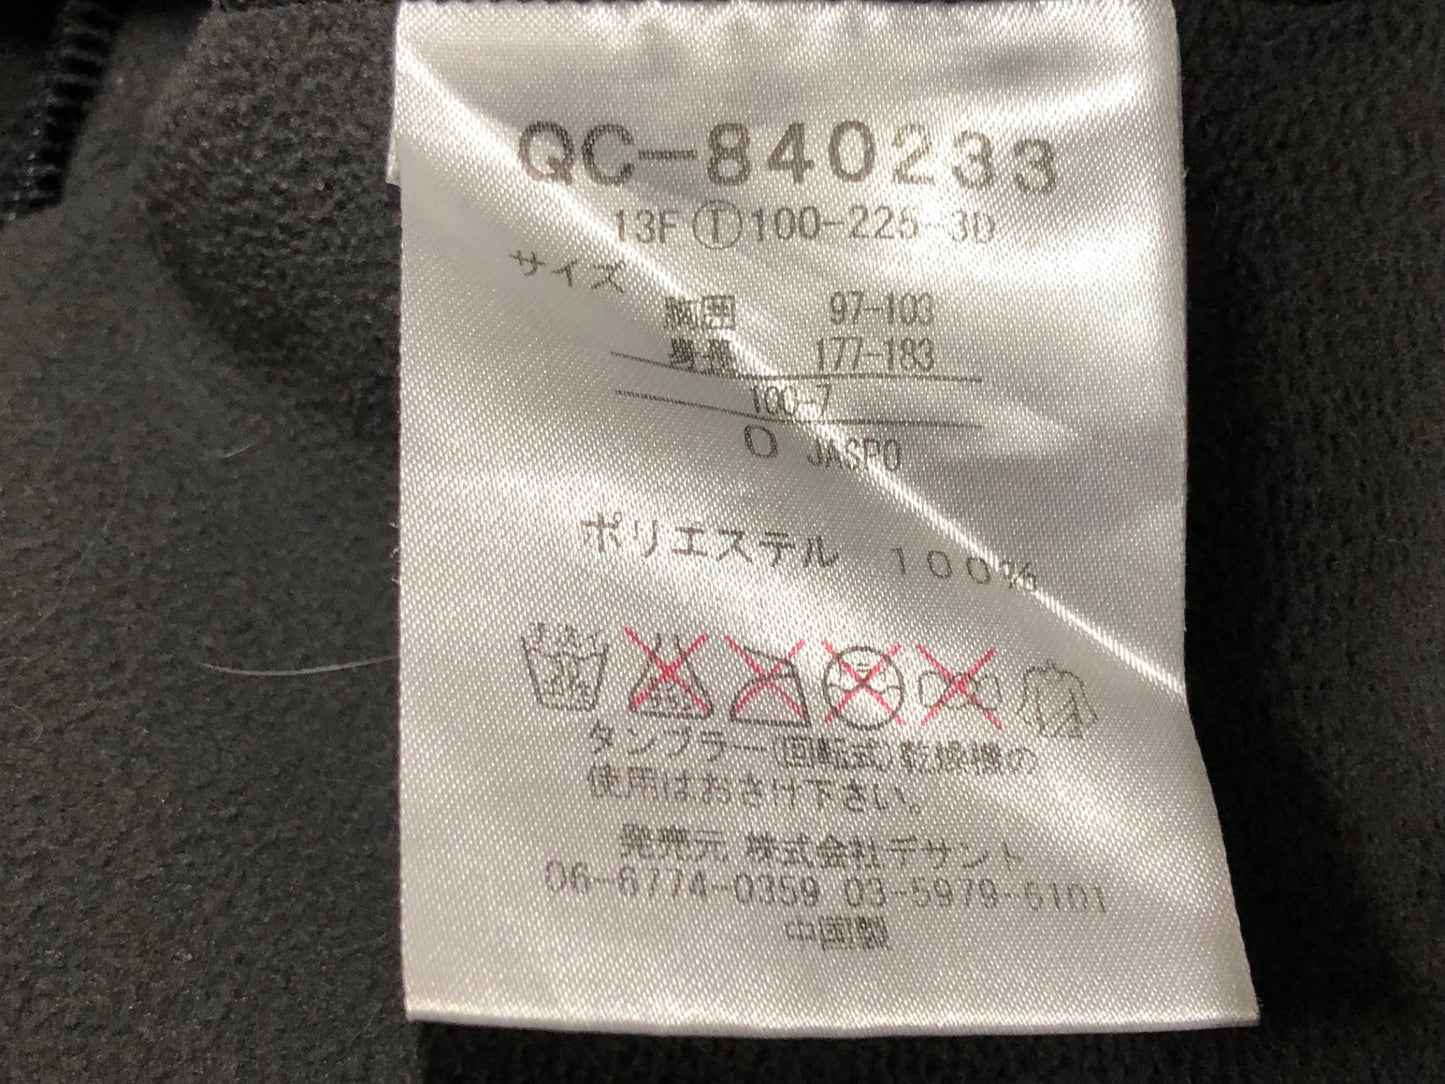 QC-840233
13F Ⓣ100-225-3D
サイズ
胸囲 97-103
身長 177-183
100-7
O JASPO
ポリエステル 100%
手洗イ
タンブラー(回転式)乾燥機の
使用はおさけ下さい。
発売元 株式会社デサント
06-6774-0359 03-5979-6101
中国製